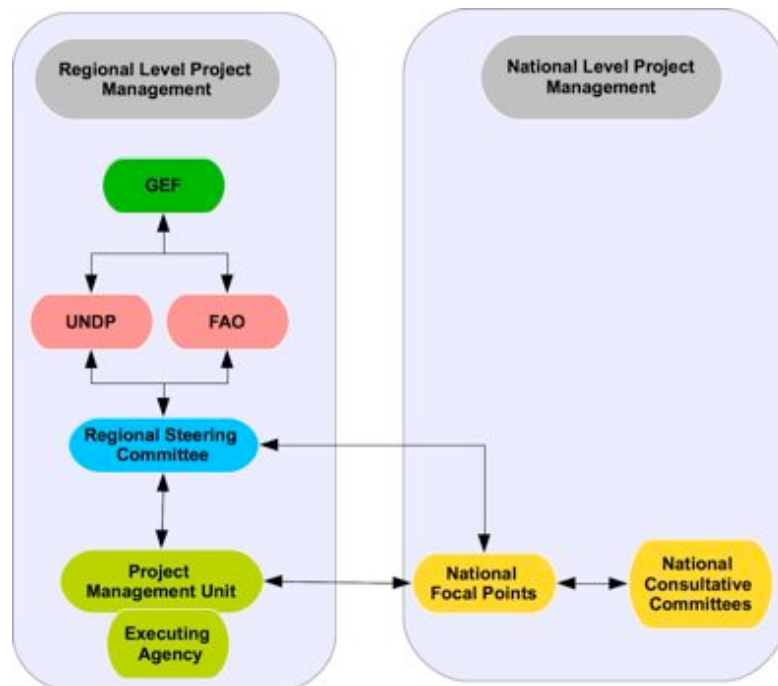 Regional Level Project
Management
National Level Project
Management
GEF
UNDP
FAO
Regional Steering
Committee
Project
Management Unit
Executing
Agency
National
Focal Points
National
Consultative
Committees